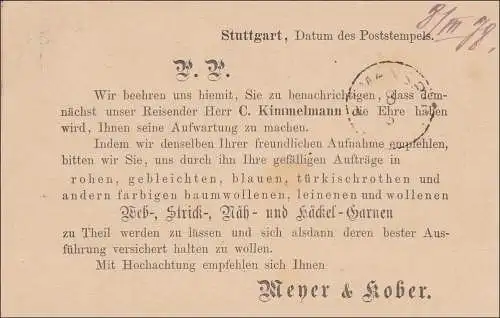 Stuttgart, Datum des Poststempels.
P. P.
Wir beehren uns hiemit, Sie zu benachrichtigen, dass dem-
nächst unser Reisender Herr C. Kimmelmann die Ehre haben
wird, Ihnen seine Aufwartung zu machen.
Indem wir denselben Ihrer freundlichen Aufnahme empfehlen,
bitten wir Sie, uns durch ihn Ihre gefälligen Aufträge in
rohen, gebleichten, blauen, türkischrothen und
andern farbigen baumwollenen, leinenen und wollenen
Web-, Strick-, Näh- und Häckel-Garnen
zu Theil werden zu lassen und sich alsdann deren bester Aus-
führung versichert halten zu wollen.
Mit Hochachtung empfehlen sich Ihnen
Meyer & Kober.